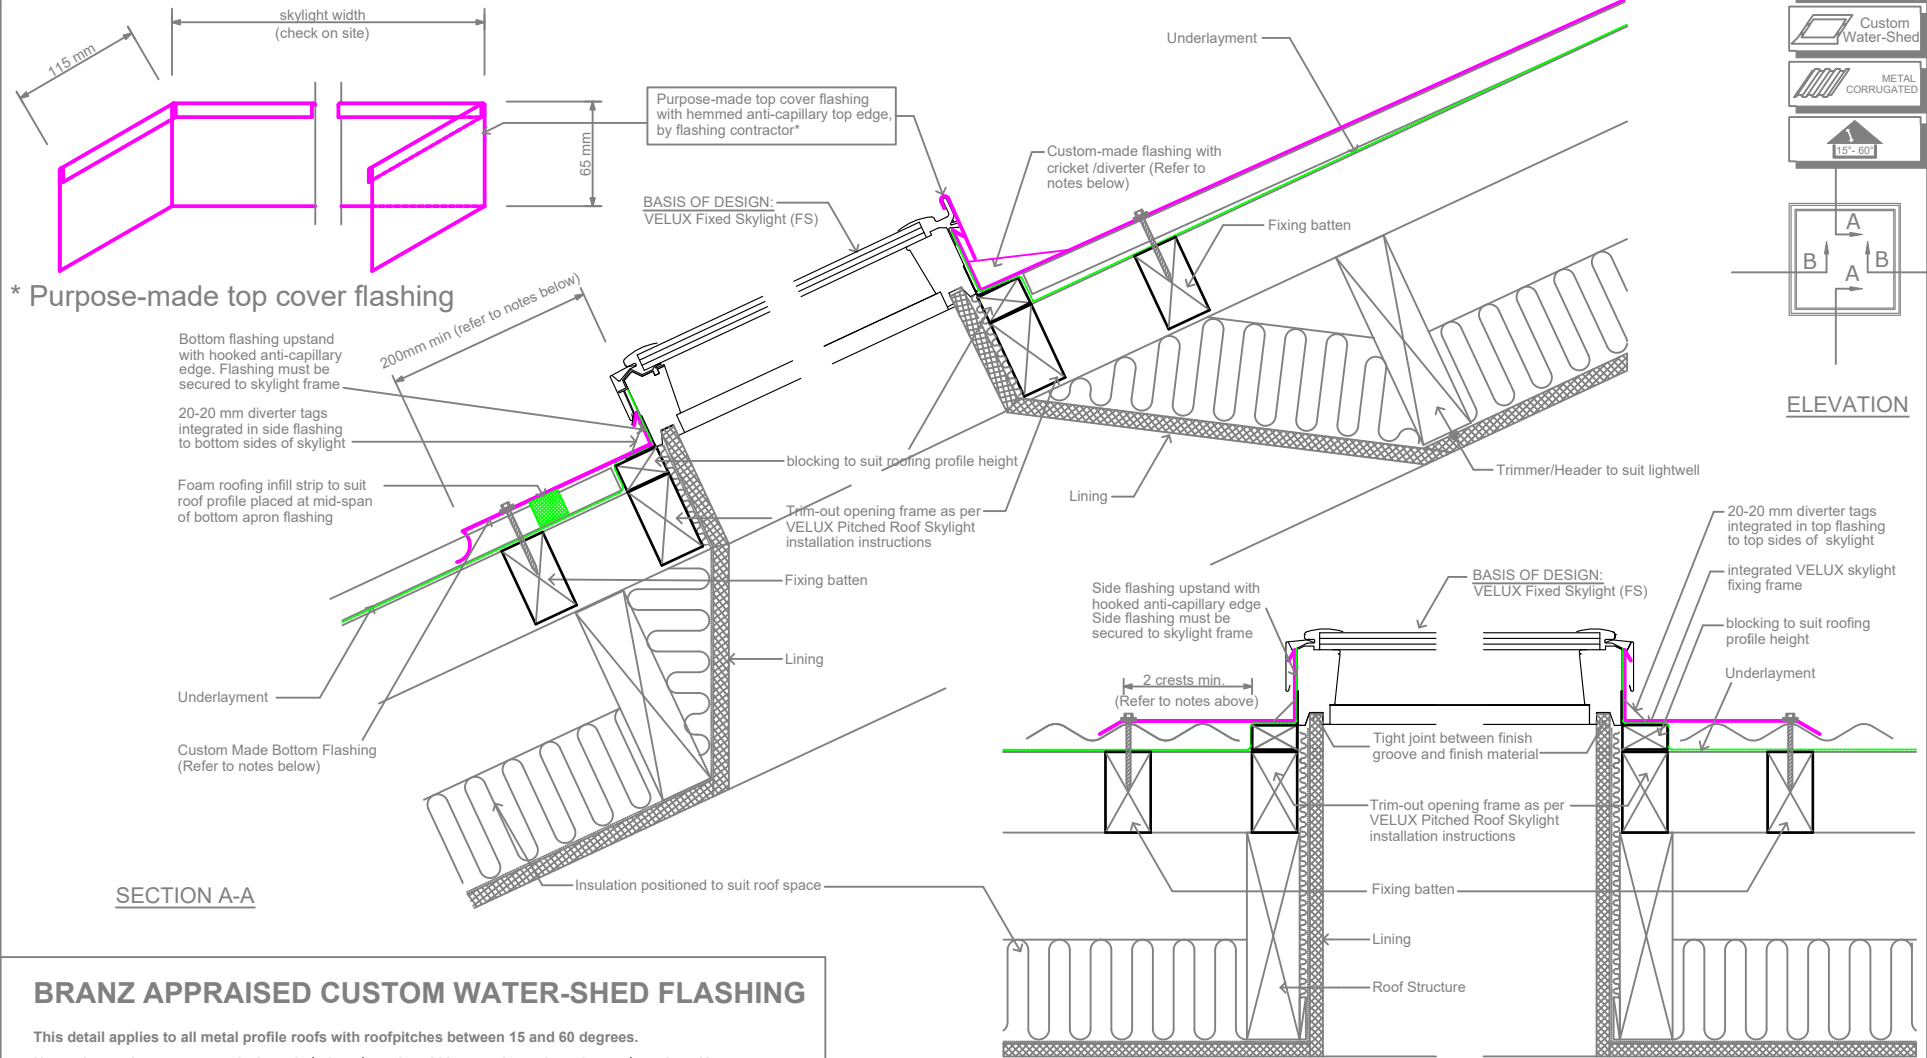 skylight width
(check on site)
115 mm
65 mm
* Purpose-made top cover flashing
Purpose-made top cover flashing
with hemmed anti-capillary top edge,
by flashing contractor*
BASIS OF DESIGN:
VELUX Fixed Skylight (FS)
Underlayment
Custom-made flashing with
cricket /diverter (Refer to
notes below)
Fixing batten
Custom
Water-Shed
METAL
CORRUGATED
15°- 60°
A
B
B
A
ELEVATION
200mm min (refer to notes below)
Bottom flashing upstand
with hooked anti-capillary
edge. Flashing must be
secured to skylight frame
20-20 mm diverter tags
integrated in side flashing
to bottom sides of skylight
Foam roofing infill strip to suit
roof profile placed at mid-span
of bottom apron flashing
blocking to suit roofing profile height
Trim-out opening frame as per
VELUX Pitched Roof Skylight
installation instructions
Fixing batten
Lining
Lining
Trimmer/Header to suit lightwell
Underlayment
Custom Made Bottom Flashing
(Refer to notes below)
Insulation positioned to suit roof space
SECTION A-A
Side flashing upstand with
hooked anti-capillary edge
Side flashing must be
secured to skylight frame
2 crests min.
(Refer to notes above)
BASIS OF DESIGN:
VELUX Fixed Skylight (FS)
20-20 mm diverter tags
integrated in top flashing
to top sides of skylight
integrated VELUX skylight
fixing frame
blocking to suit roofing
profile height
Underlayment
Tight joint between finish
groove and finish material
Trim-out opening frame as per
VELUX Pitched Roof Skylight
installation instructions
Fixing batten
Lining
Roof Structure
BRANZ APPRAISED CUSTOM WATER-SHED FLASHING
This detail applies to all metal profile roofs with roofpitches between 15 and 60 degrees.